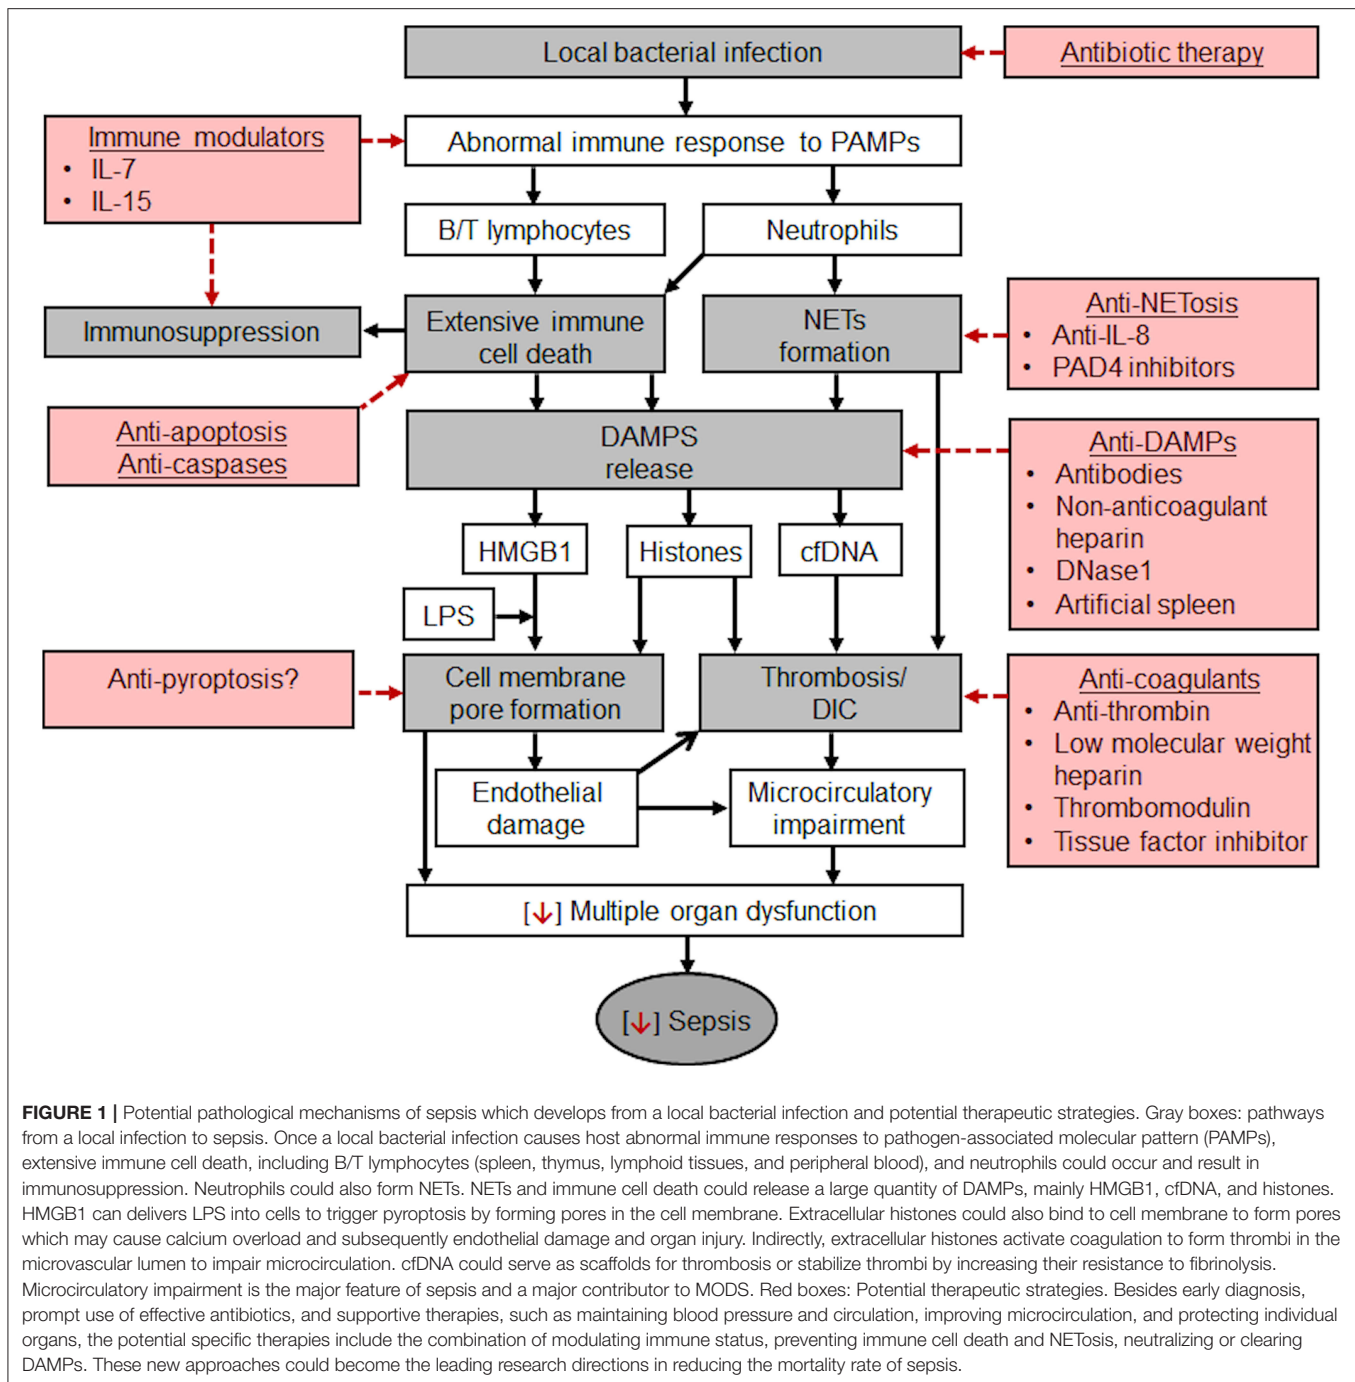 Local bacterial infection
Antibiotic therapy
Immune modulators
• IL-7
• IL-15
Abnormal immune response to PAMPs
B/T lymphocytes
Neutrophils
Immunosuppression
Extensive immune
cell death
NETs
formation
Anti-NETosis
• Anti-IL-8
• PAD4 inhibitors
Anti-apoptosis
Anti-caspases
DAMPS
release
Anti-DAMPs
• Antibodies
• Non-anticoagulant
heparin
• DNase1
• Artificial spleen
HMGB1
Histones
cfDNA
LPS
Anti-pyroptosis?
Cell membrane
pore formation
Thrombosis/
DIC
Anti-coagulants
• Anti-thrombin
• Low molecular weight
heparin
• Thrombomodulin
• Tissue factor inhibitor
Endothelial
damage
Microcirculatory
impairment
[↓] Multiple organ dysfunction
[↓] Sepsis
FIGURE 1 | Potential pathological mechanisms of sepsis which develops from a local bacterial infection and potential therapeutic strategies. Gray boxes: pathways
from a local infection to sepsis. Once a local bacterial infection causes host abnormal immune responses to pathogen-associated molecular pattern (PAMPs),
extensive immune cell death, including B/T lymphocytes (spleen, thymus, lymphoid tissues, and peripheral blood), and neutrophils could occur and result in
immunosuppression. Neutrophils could also form NETs. NETs and immune cell death could release a large quantity of DAMPs, mainly HMGB1, cfDNA, and histones.
HMGB1 can delivers LPS into cells to trigger pyroptosis by forming pores in the cell membrane. Extracellular histones could also bind to cell membrane to form pores
which may cause calcium overload and subsequently endothelial damage and organ injury. Indirectly, extracellular histones activate coagulation to form thrombi in the
microvascular lumen to impair microcirculation. cfDNA could serve as scaffolds for thrombosis or stabilize thrombi by increasing their resistance to fibrinolysis.
Microcirculatory impairment is the major feature of sepsis and a major contributor to MODS. Red boxes: Potential therapeutic strategies. Besides early diagnosis,
prompt use of effective antibiotics, and supportive therapies, such as maintaining blood pressure and circulation, improving microcirculation, and protecting individual
organs, the potential specific therapies include the combination of modulating immune status, preventing immune cell death and NETosis, neutralizing or clearing
DAMPs. These new approaches could become the leading research directions in reducing the mortality rate of sepsis.